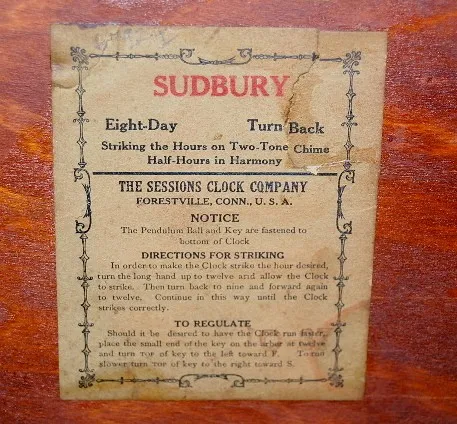 SUDBURY
Eight-Day Turn Back
Striking the Hours on Two-Tone Chime
Half-Hours in Harmony
THE SESSIONS CLOCK COMPANY
FORESTVILLE, CONN., U. S. A.
NOTICE
The Pendulum Ball and Key are fastened to
bottom of Clock
DIRECTIONS FOR STRIKING
In order to make the Clock strike the hour desired,
turn the long hand up to twelve and allow the Clock
to strike. Then turn back to nine and forward again
to twelve. Continue in this way until the Clock
strikes correctly.
TO REGULATE
Should it be desired to have the Clock run faster,
place the small end of the key on the arbor at twelve
and turn TOP of key to the left toward F. To run
slower turn TOP of key to the right toward S.